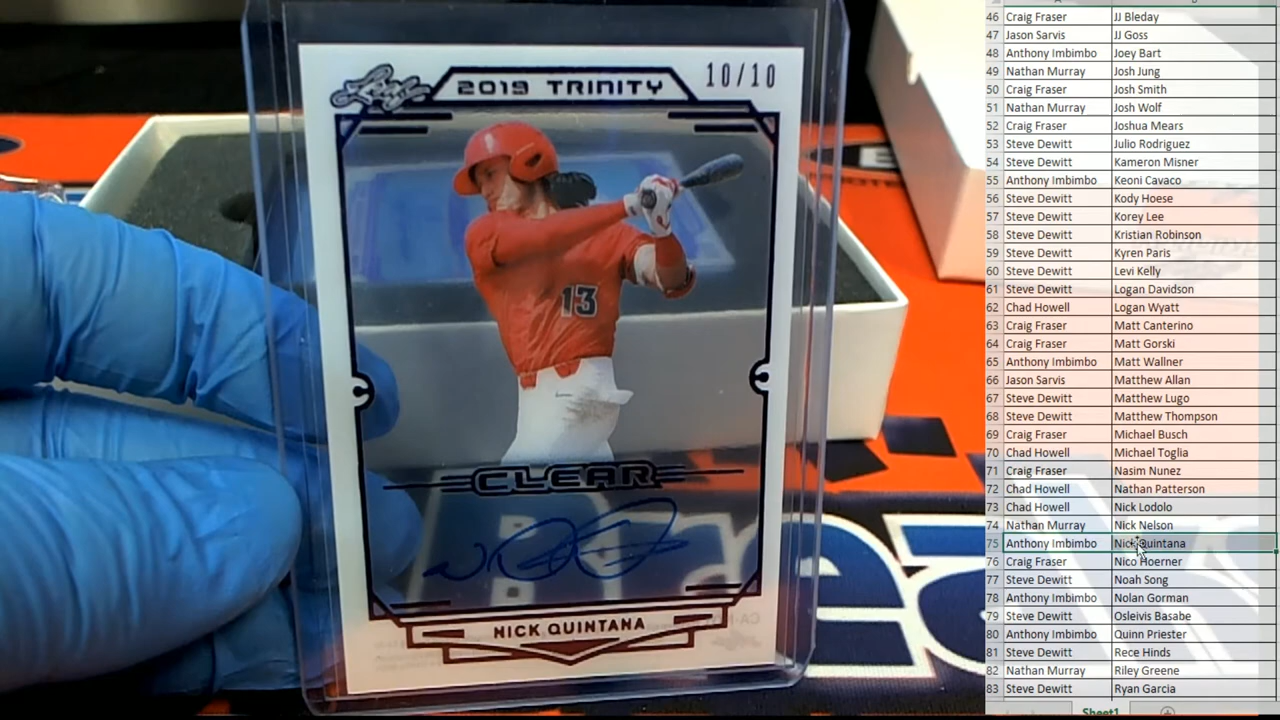 Leaf
2019 TRINITY
10/10
13
CLEAR
NICK QUINTANA
46 Craig Fraser JJ Bleday
47 Jason Sarvis JJ Goss
48 Anthony Imbimbo Joey Bart
49 Nathan Murray Josh Jung
50 Craig Fraser Josh Smith
51 Nathan Murray Josh Wolf
52 Craig Fraser Joshua Mears
53 Steve Dewitt Julio Rodriguez
54 Steve Dewitt Kameron Misner
55 Anthony Imbimbo Keoni Cavaco
56 Steve Dewitt Kody Hoese
57 Steve Dewitt Korey Lee
58 Steve Dewitt Kristian Robinson
59 Steve Dewitt Kyren Paris
60 Steve Dewitt Levi Kelly
61 Steve Dewitt Logan Davidson
62 Chad Howell Logan Wyatt
63 Craig Fraser Matt Canterino
64 Craig Fraser Matt Gorski
65 Anthony Imbimbo Matt Wallner
66 Jason Sarvis Matthew Allan
67 Steve Dewitt Matthew Lugo
68 Steve Dewitt Matthew Thompson
69 Craig Fraser Michael Busch
70 Chad Howell Michael Toglia
71 Craig Fraser Nasim Nunez
72 Chad Howell Nathan Patterson
73 Chad Howell Nick Lodolo
74 Nathan Murray Nick Nelson
75 Anthony Imbimbo Nick Quintana
76 Craig Fraser Nico Hoerner
77 Steve Dewitt Noah Song
78 Anthony Imbimbo Nolan Gorman
79 Steve Dewitt Osleivis Basabe
80 Anthony Imbimbo Quinn Priester
81 Steve Dewitt Rece Hinds
82 Nathan Murray Riley Greene
83 Steve Dewitt Ryan Garcia
Sheet1